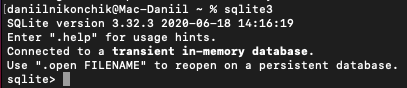 daniilnikonchik@Mac-Daniil ~ % sqlite3
SQLite version 3.32.3 2020-06-18 14:16:19
Enter ".help" for usage hints.
Connected to a transient in-memory database.
Use ".open FILENAME" to reopen on a persistent database.
sqlite>